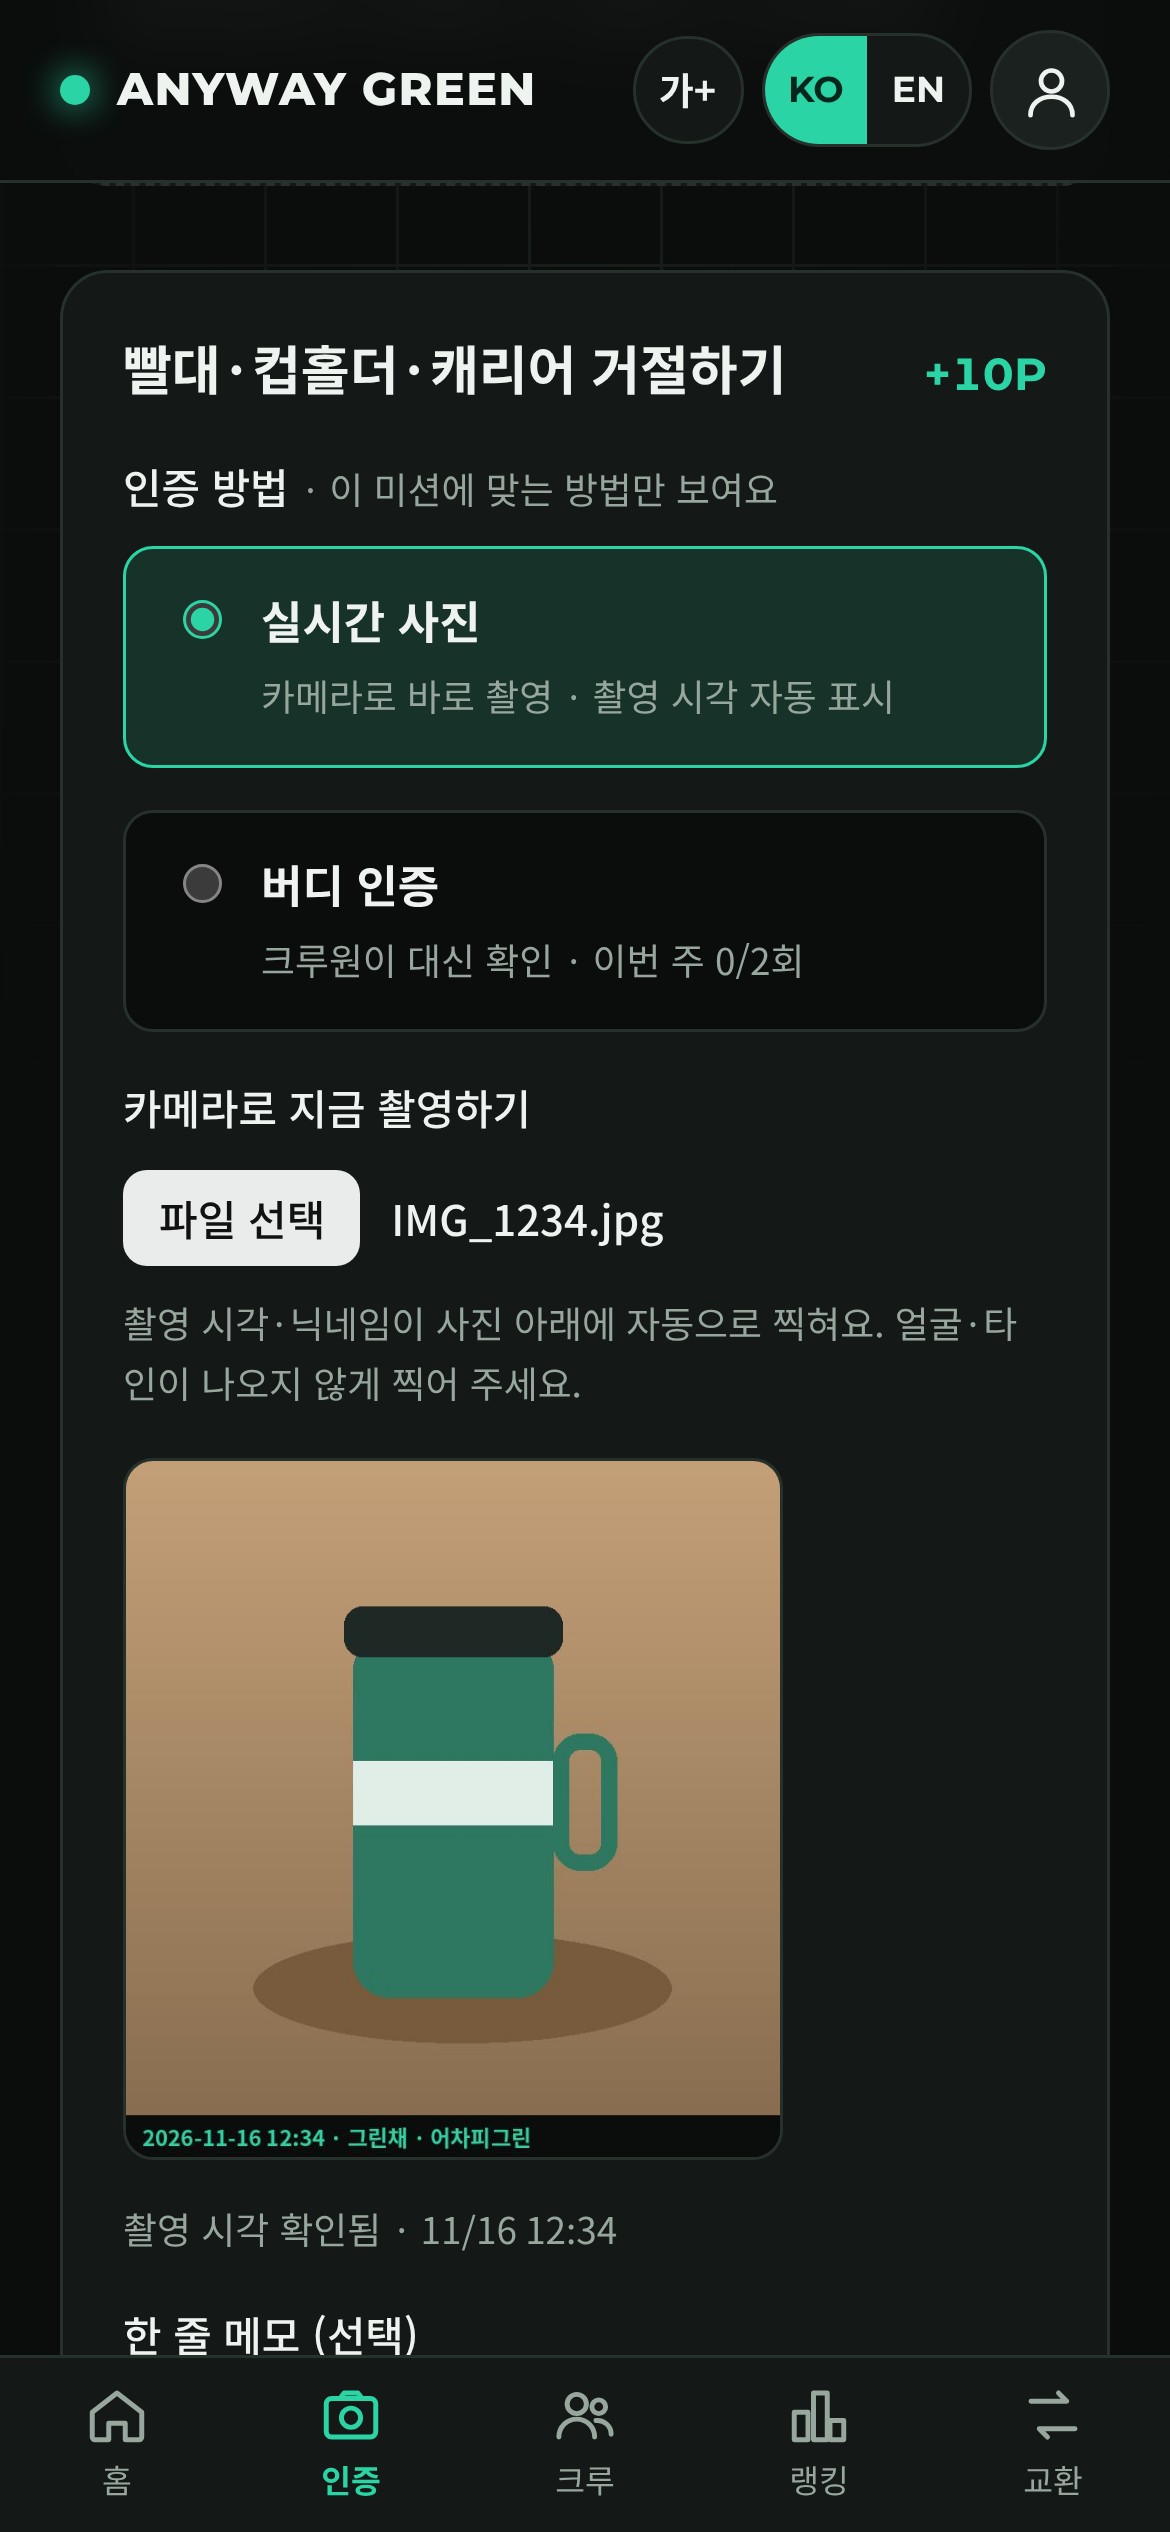 ANYWAY GREEN
가+
KO
EN
빨대·컵홀더·캐리어 거절하기
+10P
인증 방법 · 이 미션에 맞는 방법만 보여요
실시간 사진
카메라로 바로 촬영 · 촬영 시각 자동 표시
버디 인증
크루원이 대신 확인 · 이번 주 0/2회
카메라로 지금 촬영하기
파일 선택
IMG_1234.jpg
촬영 시각·닉네임이 사진 아래에 자동으로 찍혀요. 얼굴·타
인이 나오지 않게 찍어 주세요.
2026-11-16 12:34 · 그린채 · 어차피그린
촬영 시각 확인됨 · 11/16 12:34
한 줄 메모 (선택)
홈
인증
크루
랭킹
교환